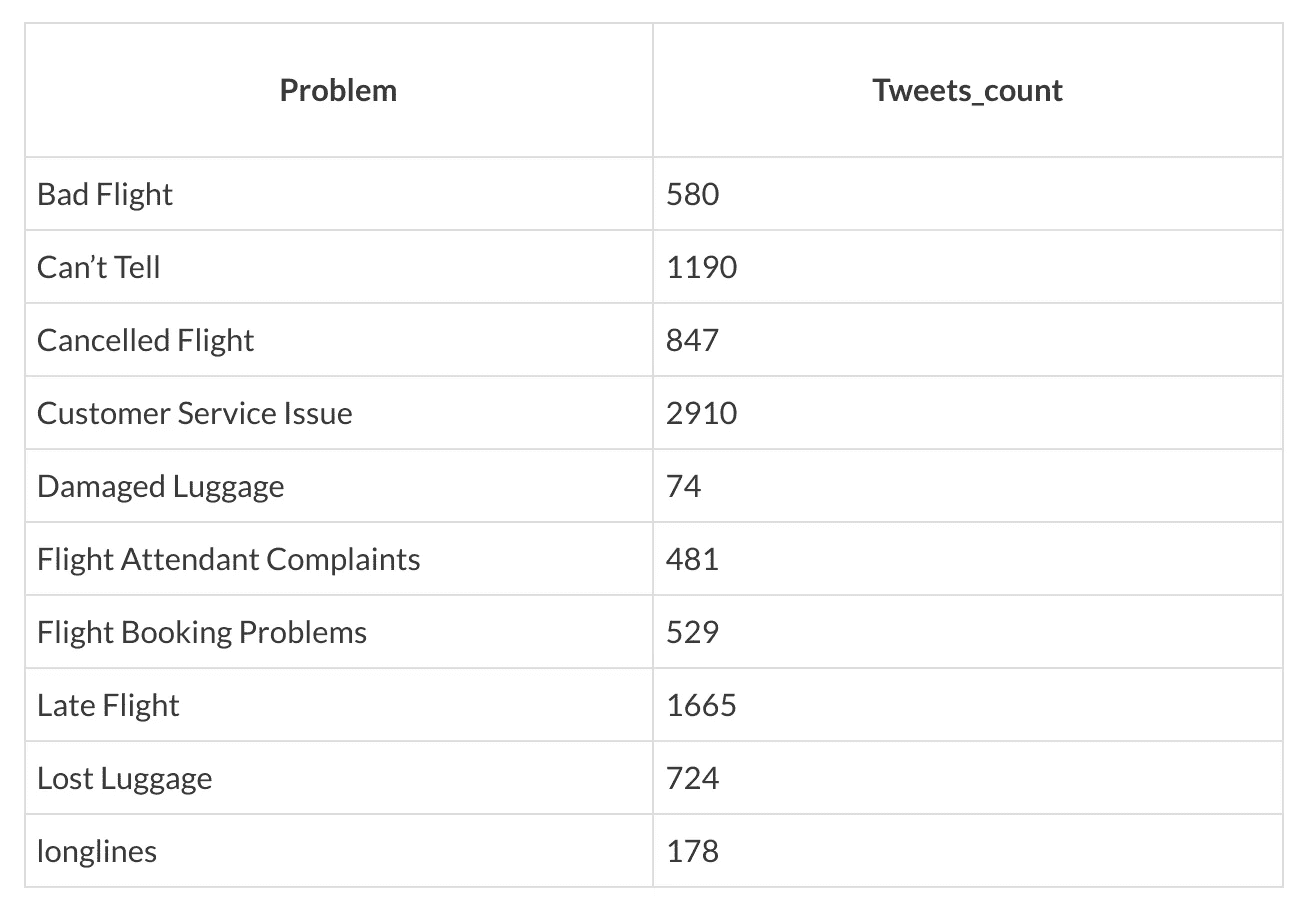 Problem Tweets_count
Bad Flight 580
Can’t Tell 1190
Cancelled Flight 847
Customer Service Issue 2910
Damaged Luggage 74
Flight Attendant Complaints 481
Flight Booking Problems 529
Late Flight 1665
Lost Luggage 724
longlines 178